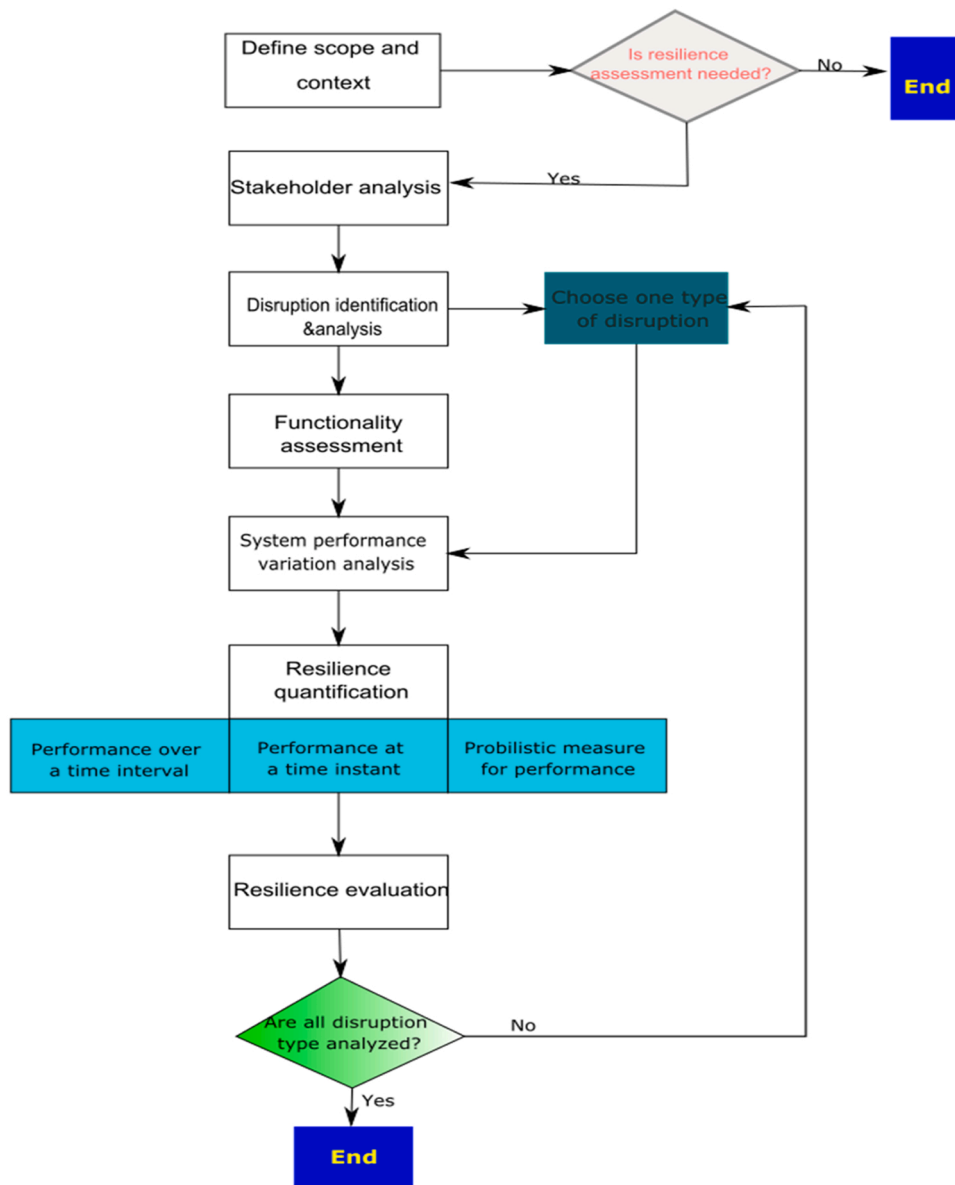 Define scope and
context
Is resilience
assessment needed?
No
End
Yes
Stakeholder analysis
Disruption identification
&analysis
Choose one type
of disruption
Functionality
assessment
System performance
variation analysis
Resilience
quantification
Performance over
a time interval
Performance at
a time instant
Probilistic measure
for performance
Resilience evaluation
Are all disruption
type analyzed?
No
Yes
End